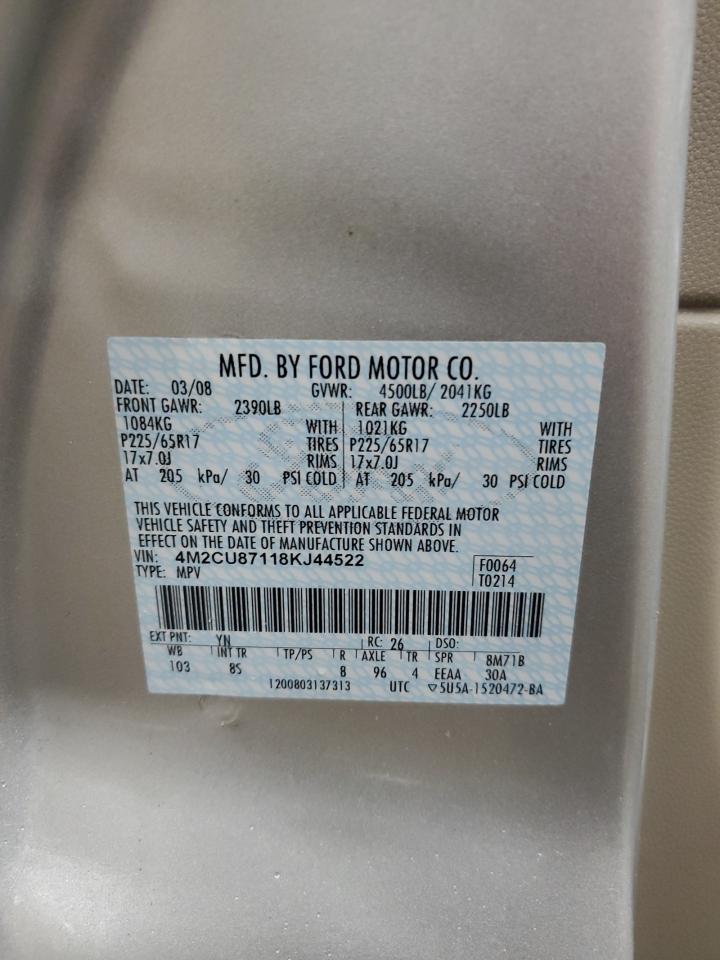 MFD. BY FORD MOTOR CO.
DATE: 03/08 GVWR: 4500LB/ 2041KG
FRONT GAWR: 2390LB REAR GAWR: 2250LB
1084KG WITH 1021KG WITH
P225/65R17 TIRES P225/65R17 TIRES
17x7.0J RIMS 17x7.0J RIMS
AT 205 kPa/ 30 PSI COLD AT 205 kPa/ 30 PSI COLD
THIS VEHICLE CONFORMS TO ALL APPLICABLE FEDERAL MOTOR
VEHICLE SAFETY AND THEFT PREVENTION STANDARDS IN
EFFECT ON THE DATE OF MANUFACTURE SHOWN ABOVE.
VIN: 4M2CU87118KJ44522 F0064
TYPE: MPV T0214
EXT PNT: YN RC: 26 DSO:
WB INT TR TP/PS R AXLE TR SPR 8M71B
103 8S 8 96 4 EEAA 30A
1200803137313 UTC ▽5U5A-1520472-BA